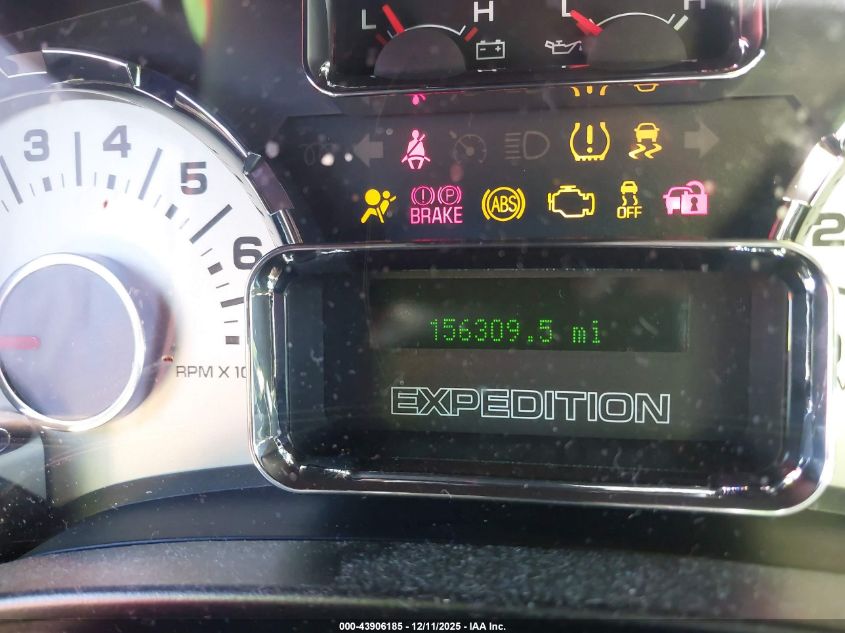 L H L H
3 4 5 6
2
BRAKE ABS OFF
156309.5 mi
RPM X 10
EXPEDITION
000-43906185 - 12/11/2025 - IAA Inc.